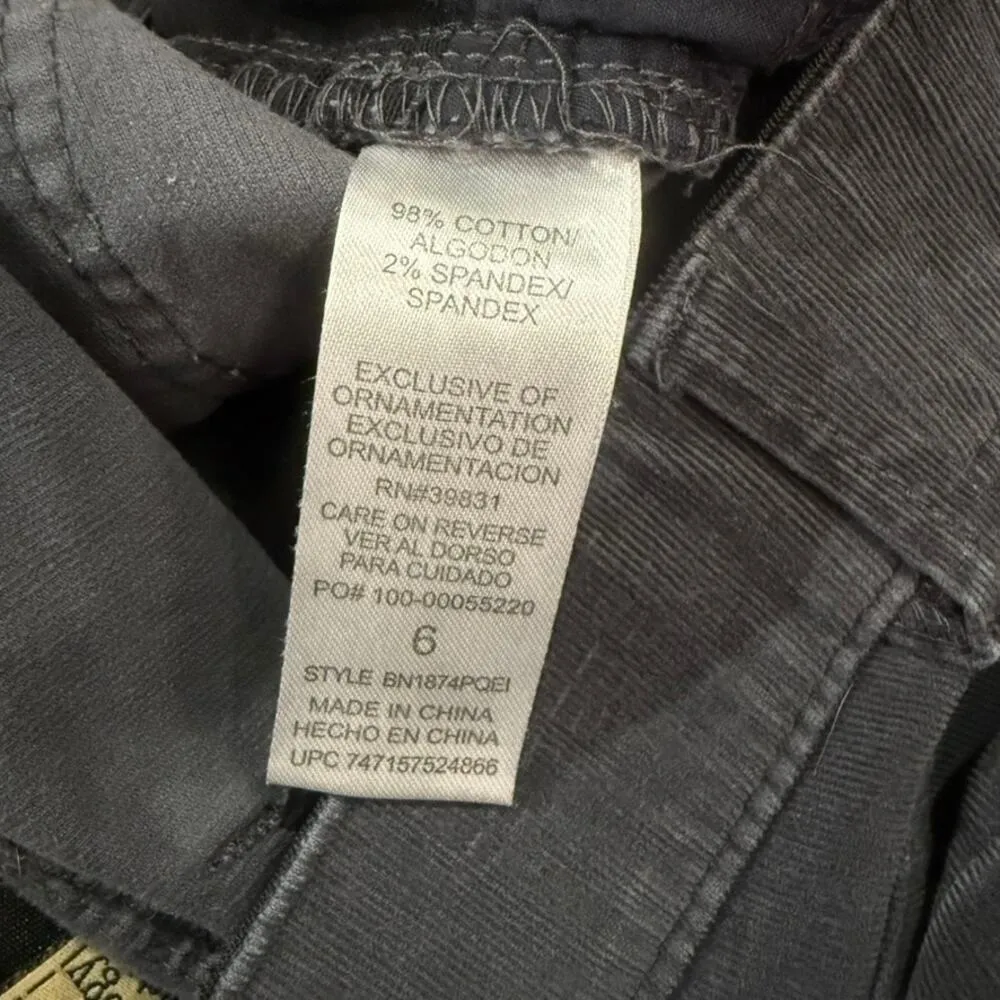 98% COTTON/
ALGODON
2% SPANDEX/
SPANDEX
EXCLUSIVE OF
ORNAMENTATION
EXCLUSIVO DE
ORNAMENTACION
RN#39831
CARE ON REVERSE
VER AL DORSO
PARA CUIDADO
PO# 100-00055220
6
STYLE BN1874PQEI
MADE IN CHINA
HECHO EN CHINA
UPC 747157524866